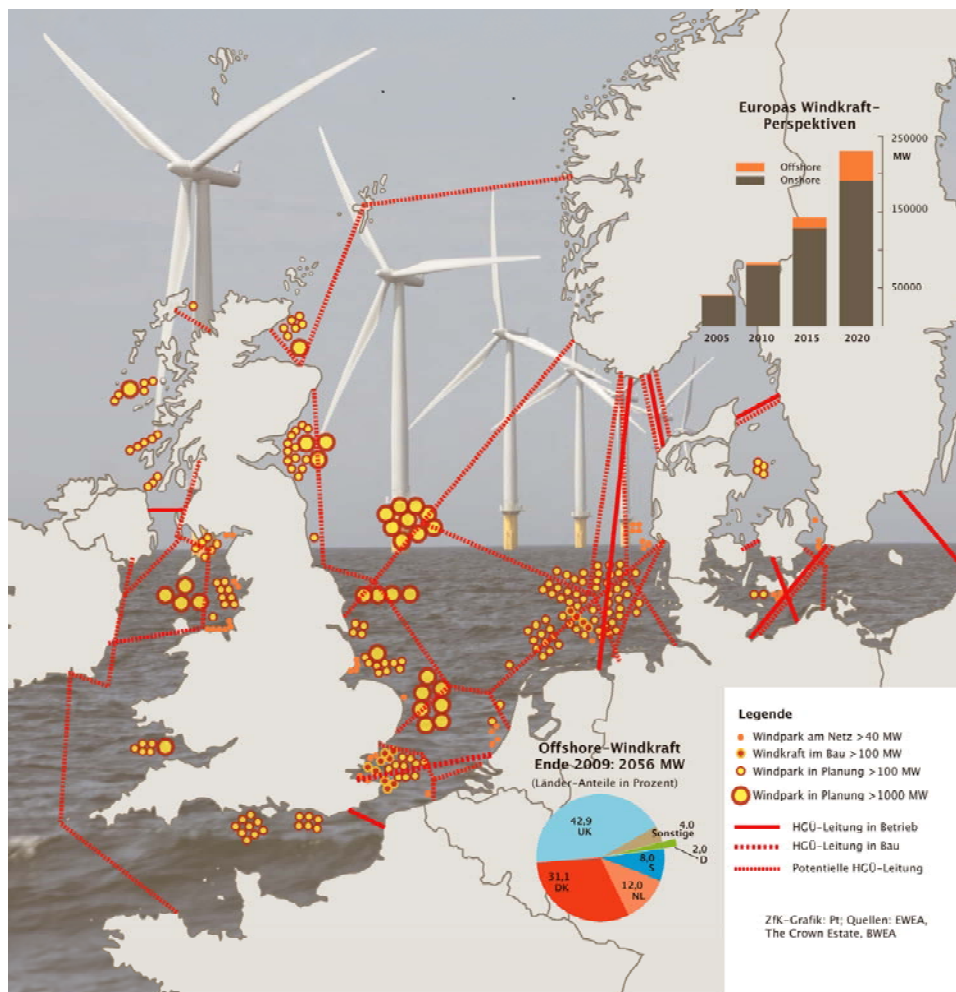 Europas Windkraft-
Perspektiven
250000
MW
Offshore
Onshore
150000
50000
2005 2010 2015 2020
Legende
Windpark am Netz >40 MW
Windkraft im Bau >100 MW
Windpark in Planung >100 MW
Windpark in Planung >1000 MW
HGÜ-Leitung in Betrieb
HGÜ-Leitung in Bau
Potentielle HGÜ-Leitung
ZfK-Grafik: Pt; Quellen: EWEA,
The Crown Estate, BWEA
Offshore-Windkraft
Ende 2009: 2056 MW
(Länder-Anteile in Prozent)
42,9
UK
4,0
Sonstige
2,0
D
8,0
S
12,0
NL
31,1
DK